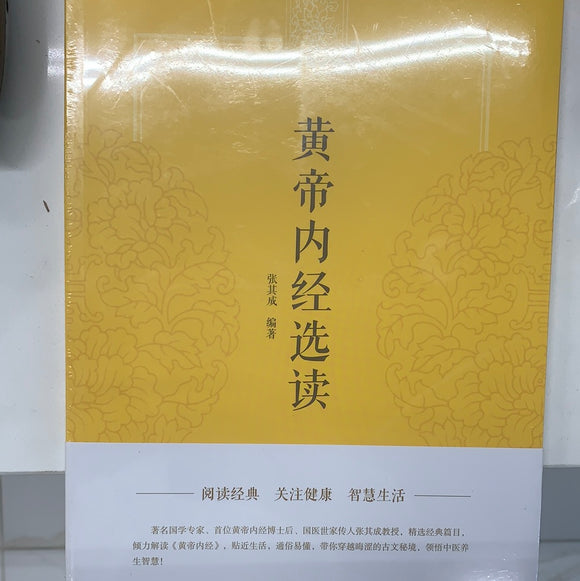 黄帝内经选读
张其成 编著
阅读经典 关注健康 智慧生活
著名国学专家、首位黄帝内经博士后、国医世家传人张其成教授，精选经典篇目，
倾力解读《黄帝内经》，贴近生活，通俗易懂，带你穿越晦涩的古文秘境，领悟中医养
生智慧！